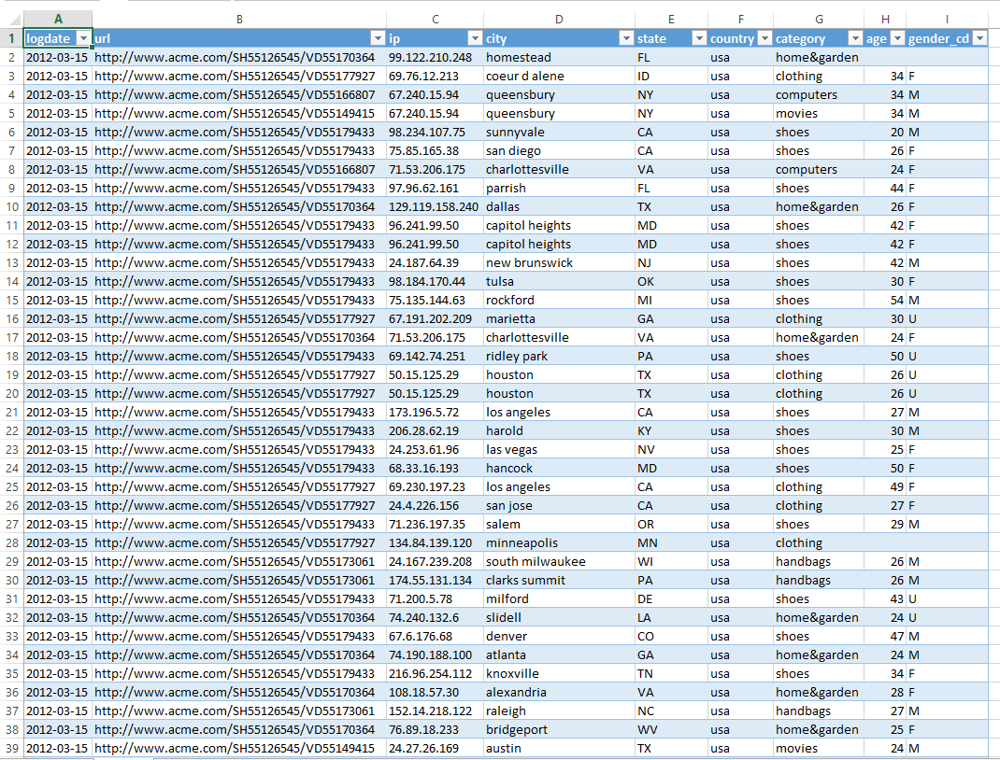 A B C D E F G H I
1 logdate url ip city state country category age gender_cd
2 2012-03-15 http://www.acme.com/SH55126545/VD55170364 99.122.210.248 homestead FL usa home&garden
3 2012-03-15 http://www.acme.com/SH55126545/VD55177927 69.76.12.213 coeur d alene ID usa clothing 34 F
4 2012-03-15 http://www.acme.com/SH55126545/VD55166807 67.240.15.94 queensbury NY usa computers 34 M
5 2012-03-15 http://www.acme.com/SH55126545/VD55149415 67.240.15.94 queensbury NY usa movies 34 M
6 2012-03-15 http://www.acme.com/SH55126545/VD55179433 98.234.107.75 sunnyvale CA usa shoes 20 M
7 2012-03-15 http://www.acme.com/SH55126545/VD55179433 75.85.165.38 san diego CA usa shoes 26 F
8 2012-03-15 http://www.acme.com/SH55126545/VD55166807 71.53.206.175 charlottesville VA usa computers 24 F
9 2012-03-15 http://www.acme.com/SH55126545/VD55179433 97.96.62.161 parrish FL usa shoes 44 F
10 2012-03-15 http://www.acme.com/SH55126545/VD55170364 129.119.158.240 dallas TX usa home&garden 26 F
11 2012-03-15 http://www.acme.com/SH55126545/VD55179433 96.241.99.50 capitol heights MD usa shoes 42 F
12 2012-03-15 http://www.acme.com/SH55126545/VD55179433 96.241.99.50 capitol heights MD usa shoes 42 F
13 2012-03-15 http://www.acme.com/SH55126545/VD55179433 24.187.64.39 new brunswick NJ usa shoes 42 M
14 2012-03-15 http://www.acme.com/SH55126545/VD55179433 98.184.170.44 tulsa OK usa shoes 30 F
15 2012-03-15 http://www.acme.com/SH55126545/VD55179433 75.135.144.63 rockford MI usa shoes 54 M
16 2012-03-15 http://www.acme.com/SH55126545/VD55177927 67.191.202.209 marietta GA usa clothing 30 U
17 2012-03-15 http://www.acme.com/SH55126545/VD55170364 71.53.206.175 charlottesville VA usa home&garden 24 F
18 2012-03-15 http://www.acme.com/SH55126545/VD55179433 69.142.74.251 ridley park PA usa shoes 50 U
19 2012-03-15 http://www.acme.com/SH55126545/VD55177927 50.15.125.29 houston TX usa clothing 26 U
20 2012-03-15 http://www.acme.com/SH55126545/VD55177927 50.15.125.29 houston TX usa clothing 26 U
21 2012-03-15 http://www.acme.com/SH55126545/VD55179433 173.196.5.72 los angeles CA usa shoes 27 M
22 2012-03-15 http://www.acme.com/SH55126545/VD55179433 206.28.62.19 harold KY usa shoes 30 M
23 2012-03-15 http://www.acme.com/SH55126545/VD55179433 24.253.61.96 las vegas NV usa shoes 25 F
24 2012-03-15 http://www.acme.com/SH55126545/VD55179433 68.33.16.193 hancock MD usa shoes 50 F
25 2012-03-15 http://www.acme.com/SH55126545/VD55177927 69.230.197.23 los angeles CA usa clothing 49 F
26 2012-03-15 http://www.acme.com/SH55126545/VD55177927 24.4.226.156 san jose CA usa clothing 27 F
27 2012-03-15 http://www.acme.com/SH55126545/VD55179433 71.236.197.35 salem OR usa shoes 29 M
28 2012-03-15 http://www.acme.com/SH55126545/VD55177927 134.84.139.120 minneapolis MN usa clothing
29 2012-03-15 http://www.acme.com/SH55126545/VD55173061 24.167.239.208 south milwaukee WI usa handbags 26 M
30 2012-03-15 http://www.acme.com/SH55126545/VD55173061 174.55.131.134 clarks summit PA usa handbags 26 M
31 2012-03-15 http://www.acme.com/SH55126545/VD55179433 71.200.5.78 milford DE usa shoes 43 U
32 2012-03-15 http://www.acme.com/SH55126545/VD55170364 74.240.132.6 slidell LA usa home&garden 24 U
33 2012-03-15 http://www.acme.com/SH55126545/VD55179433 67.6.176.68 denver CO usa shoes 47 M
34 2012-03-15 http://www.acme.com/SH55126545/VD55170364 74.190.188.100 atlanta GA usa home&garden 24 M
35 2012-03-15 http://www.acme.com/SH55126545/VD55179433 216.96.254.112 knoxville TN usa shoes 34 F
36 2012-03-15 http://www.acme.com/SH55126545/VD55170364 108.18.57.30 alexandria VA usa home&garden 28 F
37 2012-03-15 http://www.acme.com/SH55126545/VD55173061 152.14.218.122 raleigh NC usa handbags 27 M
38 2012-03-15 http://www.acme.com/SH55126545/VD55170364 76.89.18.233 bridgeport WV usa home&garden 25 F
39 2012-03-15 http://www.acme.com/SH55126545/VD55149415 24.27.26.169 austin TX usa movies 24 M